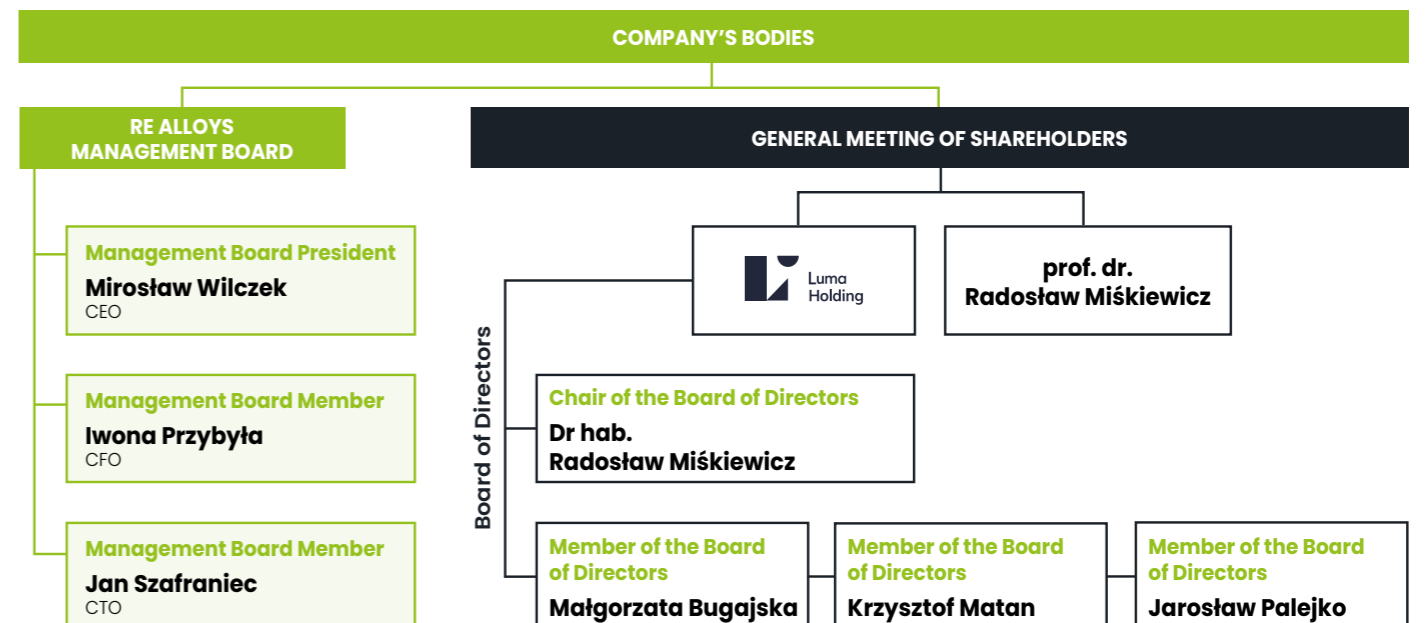 COMPANY'S BODIES
RE ALLOYS
MANAGEMENT BOARD
GENERAL MEETING OF SHAREHOLDERS
Management Board President
Mirosław Wilczek
CEO
Management Board Member
Iwona Przybyła
CFO
Management Board Member
Jan Szafraniec
CTO
Luma
Holding
prof. dr.
Radosław Miśkiewicz
Board of Directors
Chair of the Board of Directors
Dr hab.
Radosław Miśkiewicz
Member of the Board
of Directors
Małgorzata Bugajska
Member of the Board
of Directors
Krzysztof Matan
Member of the Board
of Directors
Jarosław Palejko